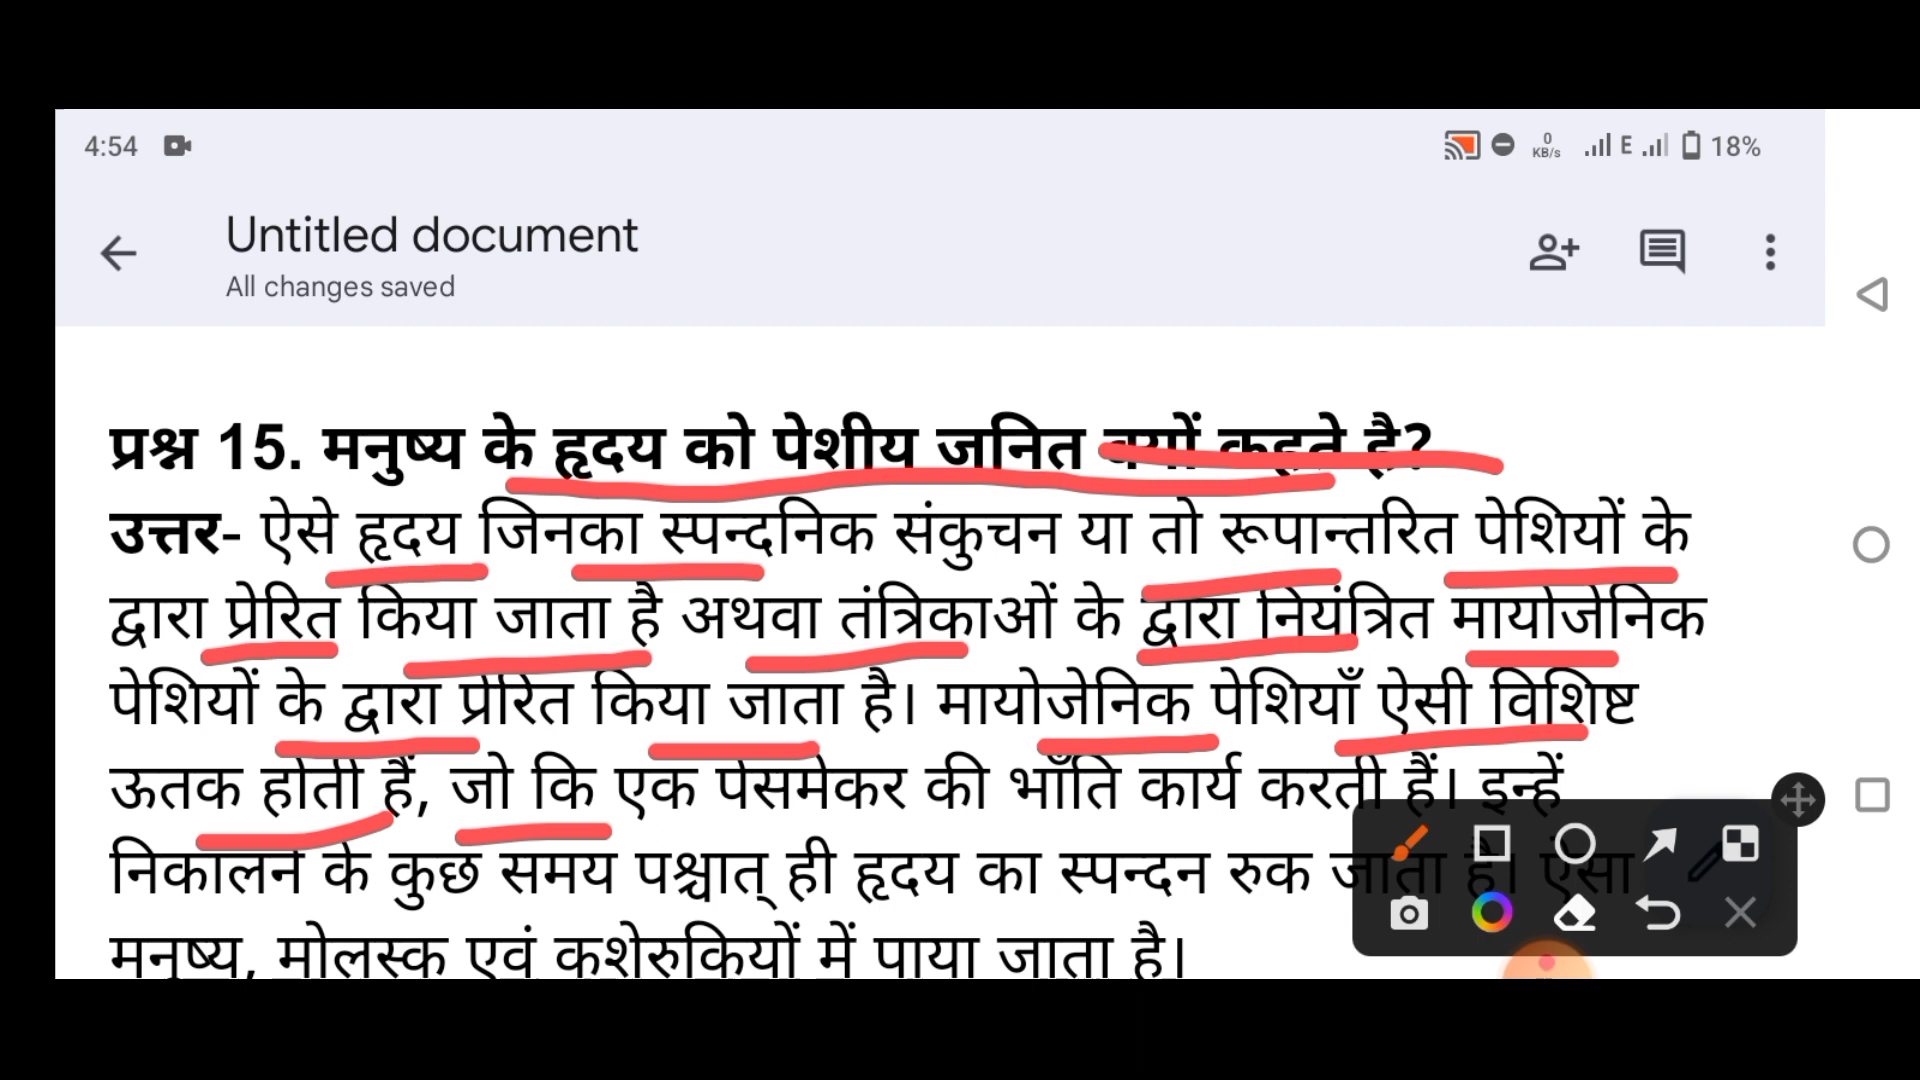 4:54
0 KB/s E 18%
Untitled document
All changes saved
प्रश्न 15. मनुष्य के हृदय को पेशीय जनित क्यों कहते है?
उत्तर- ऐसे हृदय जिनका स्पन्दनिक संकुचन या तो रूपान्तरित पेशियों के
द्वारा प्रेरित किया जाता है अथवा तंत्रिकाओं के द्वारा नियंत्रित मायोजेनिक
पेशियों के द्वारा प्रेरित किया जाता है। मायोजेनिक पेशियाँ ऐसी विशिष्ट
ऊतक होती हैं, जो कि एक पेसमेकर की भाँति कार्य करती हैं। इन्हें
निकालने के कुछ समय पश्चात् ही हृदय का स्पन्दन रुक जाता है। ऐसा
मनुष्य, मोलस्क एवं कशेरुकियों में पाया जाता है।